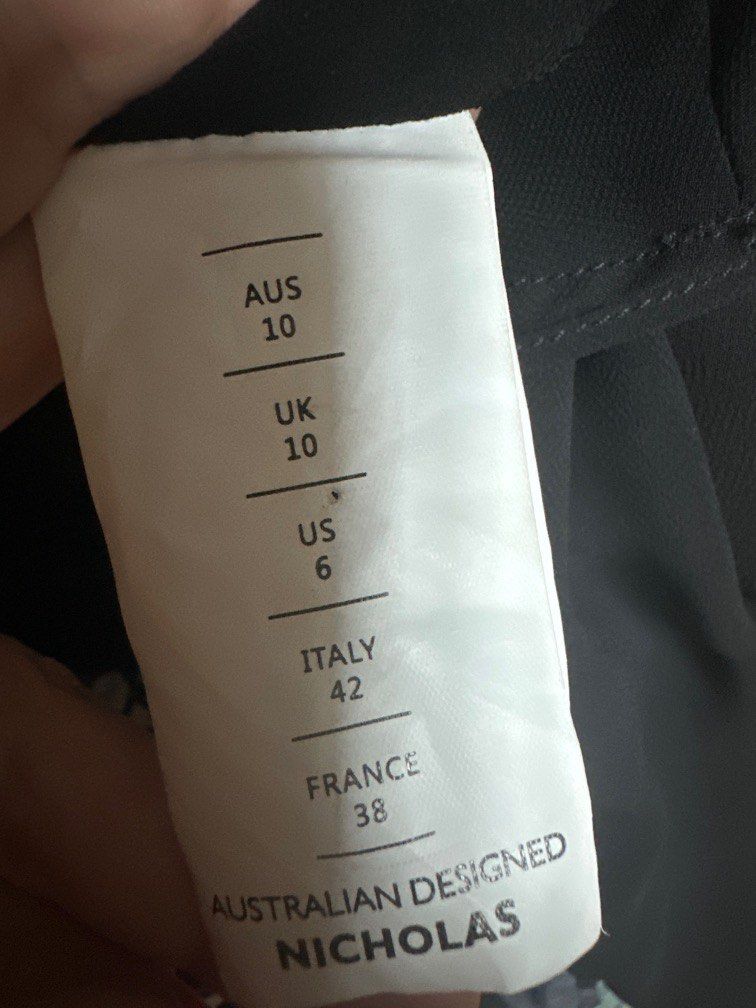 AUS
10
UK
10
US
6
ITALY
42
FRANCE
38
AUSTRALIAN DESIGNED
NICHOLAS